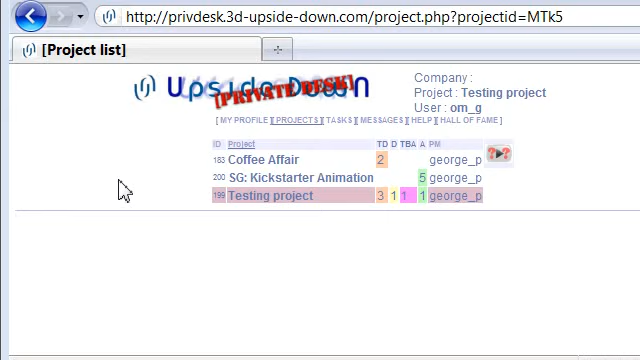 http://privdesk.3d-upside-down.com/project.php?projectid=MTk5
[Project list]
Upside Down
[PRIVATE DESK]
Company :
Project : Testing project
User : om_g
[ MY PROFILE ][ PROJECTS ][ TASKS ][ MESSAGES ][ HELP ][ HALL OF FAME ]
ID Project TD D TBA A PM
183 Coffee Affair 2 george_p
200 SG: Kickstarter Animation 5 george_p
199 Testing project 3 1 1 1 george_p